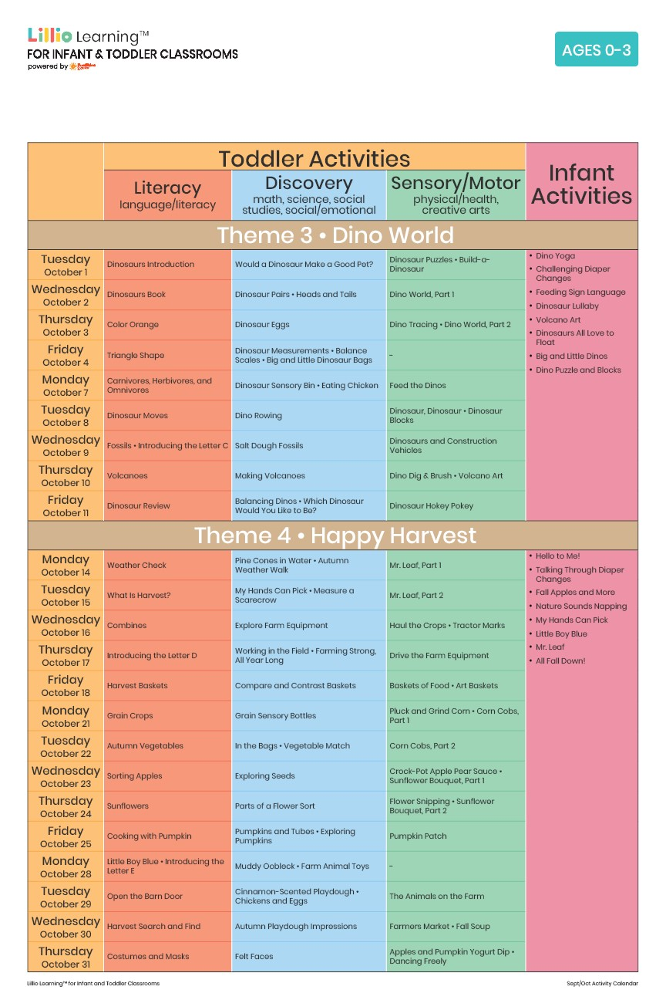 Lillio Learning™
FOR INFANT & TODDLER CLASSROOMS
powered by
AGES 0-3
Toddler Activities
Infant
Activities
Literacy
language/literacy
Discovery
math, science, social
studies, social/emotional
Sensory/Motor
physical/health,
creative arts
Theme 3 • Dino World
Tuesday
October 1
Dinosaurs Introduction
Would a Dinosaur Make a Good Pet?
Dinosaur Puzzles • Build-a-
Dinosaur
Wednesday
October 2
Dinosaurs Book
Dinosaur Pairs • Heads and Tails
Dino World, Part 1
Thursday
October 3
Color Orange
Dinosaur Eggs
Dino Tracing • Dino World, Part 2
Friday
October 4
Triangle Shape
Dinosaur Measurements • Balance
Scales • Big and Little Dinosaur Bags
-
Monday
October 7
Carnivores, Herbivores, and
Omnivores
Dinosaur Sensory Bin • Eating Chicken
Feed the Dinos
Tuesday
October 8
Dinosaur Moves
Dino Rowing
Dinosaur, Dinosaur • Dinosaur
Blocks
Wednesday
October 9
Fossils • Introducing the Letter C
Salt Dough Fossils
Dinosaurs and Construction
Vehicles
Thursday
October 10
Volcanoes
Making Volcanoes
Dino Dig & Brush • Volcano Art
Friday
October 11
Dinosaur Review
Balancing Dinos • Which Dinosaur
Would You Like to Be?
Dinosaur Hokey Pokey
• Dino Yoga
• Challenging Diaper
Changes
• Feeding Sign Language
• Dinosaur Lullaby
• Volcano Art
• Dinosaurs All Love to
Float
• Big and Little Dinos
• Dino Puzzle and Blocks
Theme 4 • Happy Harvest
Monday
October 14
Weather Check
Pine Cones in Water • Autumn
Weather Walk
Mr. Leaf, Part 1
Tuesday
October 15
What Is Harvest?
My Hands Can Pick • Measure a
Scarecrow
Mr. Leaf, Part 2
Wednesday
October 16
Combines
Explore Farm Equipment
Haul the Crops • Tractor Marks
Thursday
October 17
Introducing the Letter D
Working in the Field • Farming Strong,
All Year Long
Drive the Farm Equipment
Friday
October 18
Harvest Baskets
Compare and Contrast Baskets
Baskets of Food • Art Baskets
Monday
October 21
Grain Crops
Grain Sensory Bottles
Pluck and Grind Corn • Corn Cobs,
Part 1
Tuesday
October 22
Autumn Vegetables
In the Bags • Vegetable Match
Corn Cobs, Part 2
Wednesday
October 23
Sorting Apples
Exploring Seeds
Crock-Pot Apple Pear Sauce •
Sunflower Bouquet, Part 1
Thursday
October 24
Sunflowers
Parts of a Flower Sort
Flower Snipping • Sunflower
Bouquet, Part 2
Friday
October 25
Cooking with Pumpkin
Pumpkins and Tubes • Exploring
Pumpkins
Pumpkin Patch
Monday
October 28
Little Boy Blue • Introducing the
Letter E
Muddy Oobleck • Farm Animal Toys
-
Tuesday
October 29
Open the Barn Door
Cinnamon-Scented Playdough •
Chickens and Eggs
The Animals on the Farm
Wednesday
October 30
Harvest Search and Find
Autumn Playdough Impressions
Farmers Market • Fall Soup
Thursday
October 31
Costumes and Masks
Felt Faces
Apples and Pumpkin Yogurt Dip •
Dancing Freely
• Hello to Me!
• Talking Through Diaper
Changes
• Fall Apples and More
• Nature Sounds Napping
• My Hands Can Pick
• Little Boy Blue
• Mr. Leaf
• All Fall Down!
Lillio Learning™ for Infant and Toddler Classrooms
Sept/Oct Activity Calendar